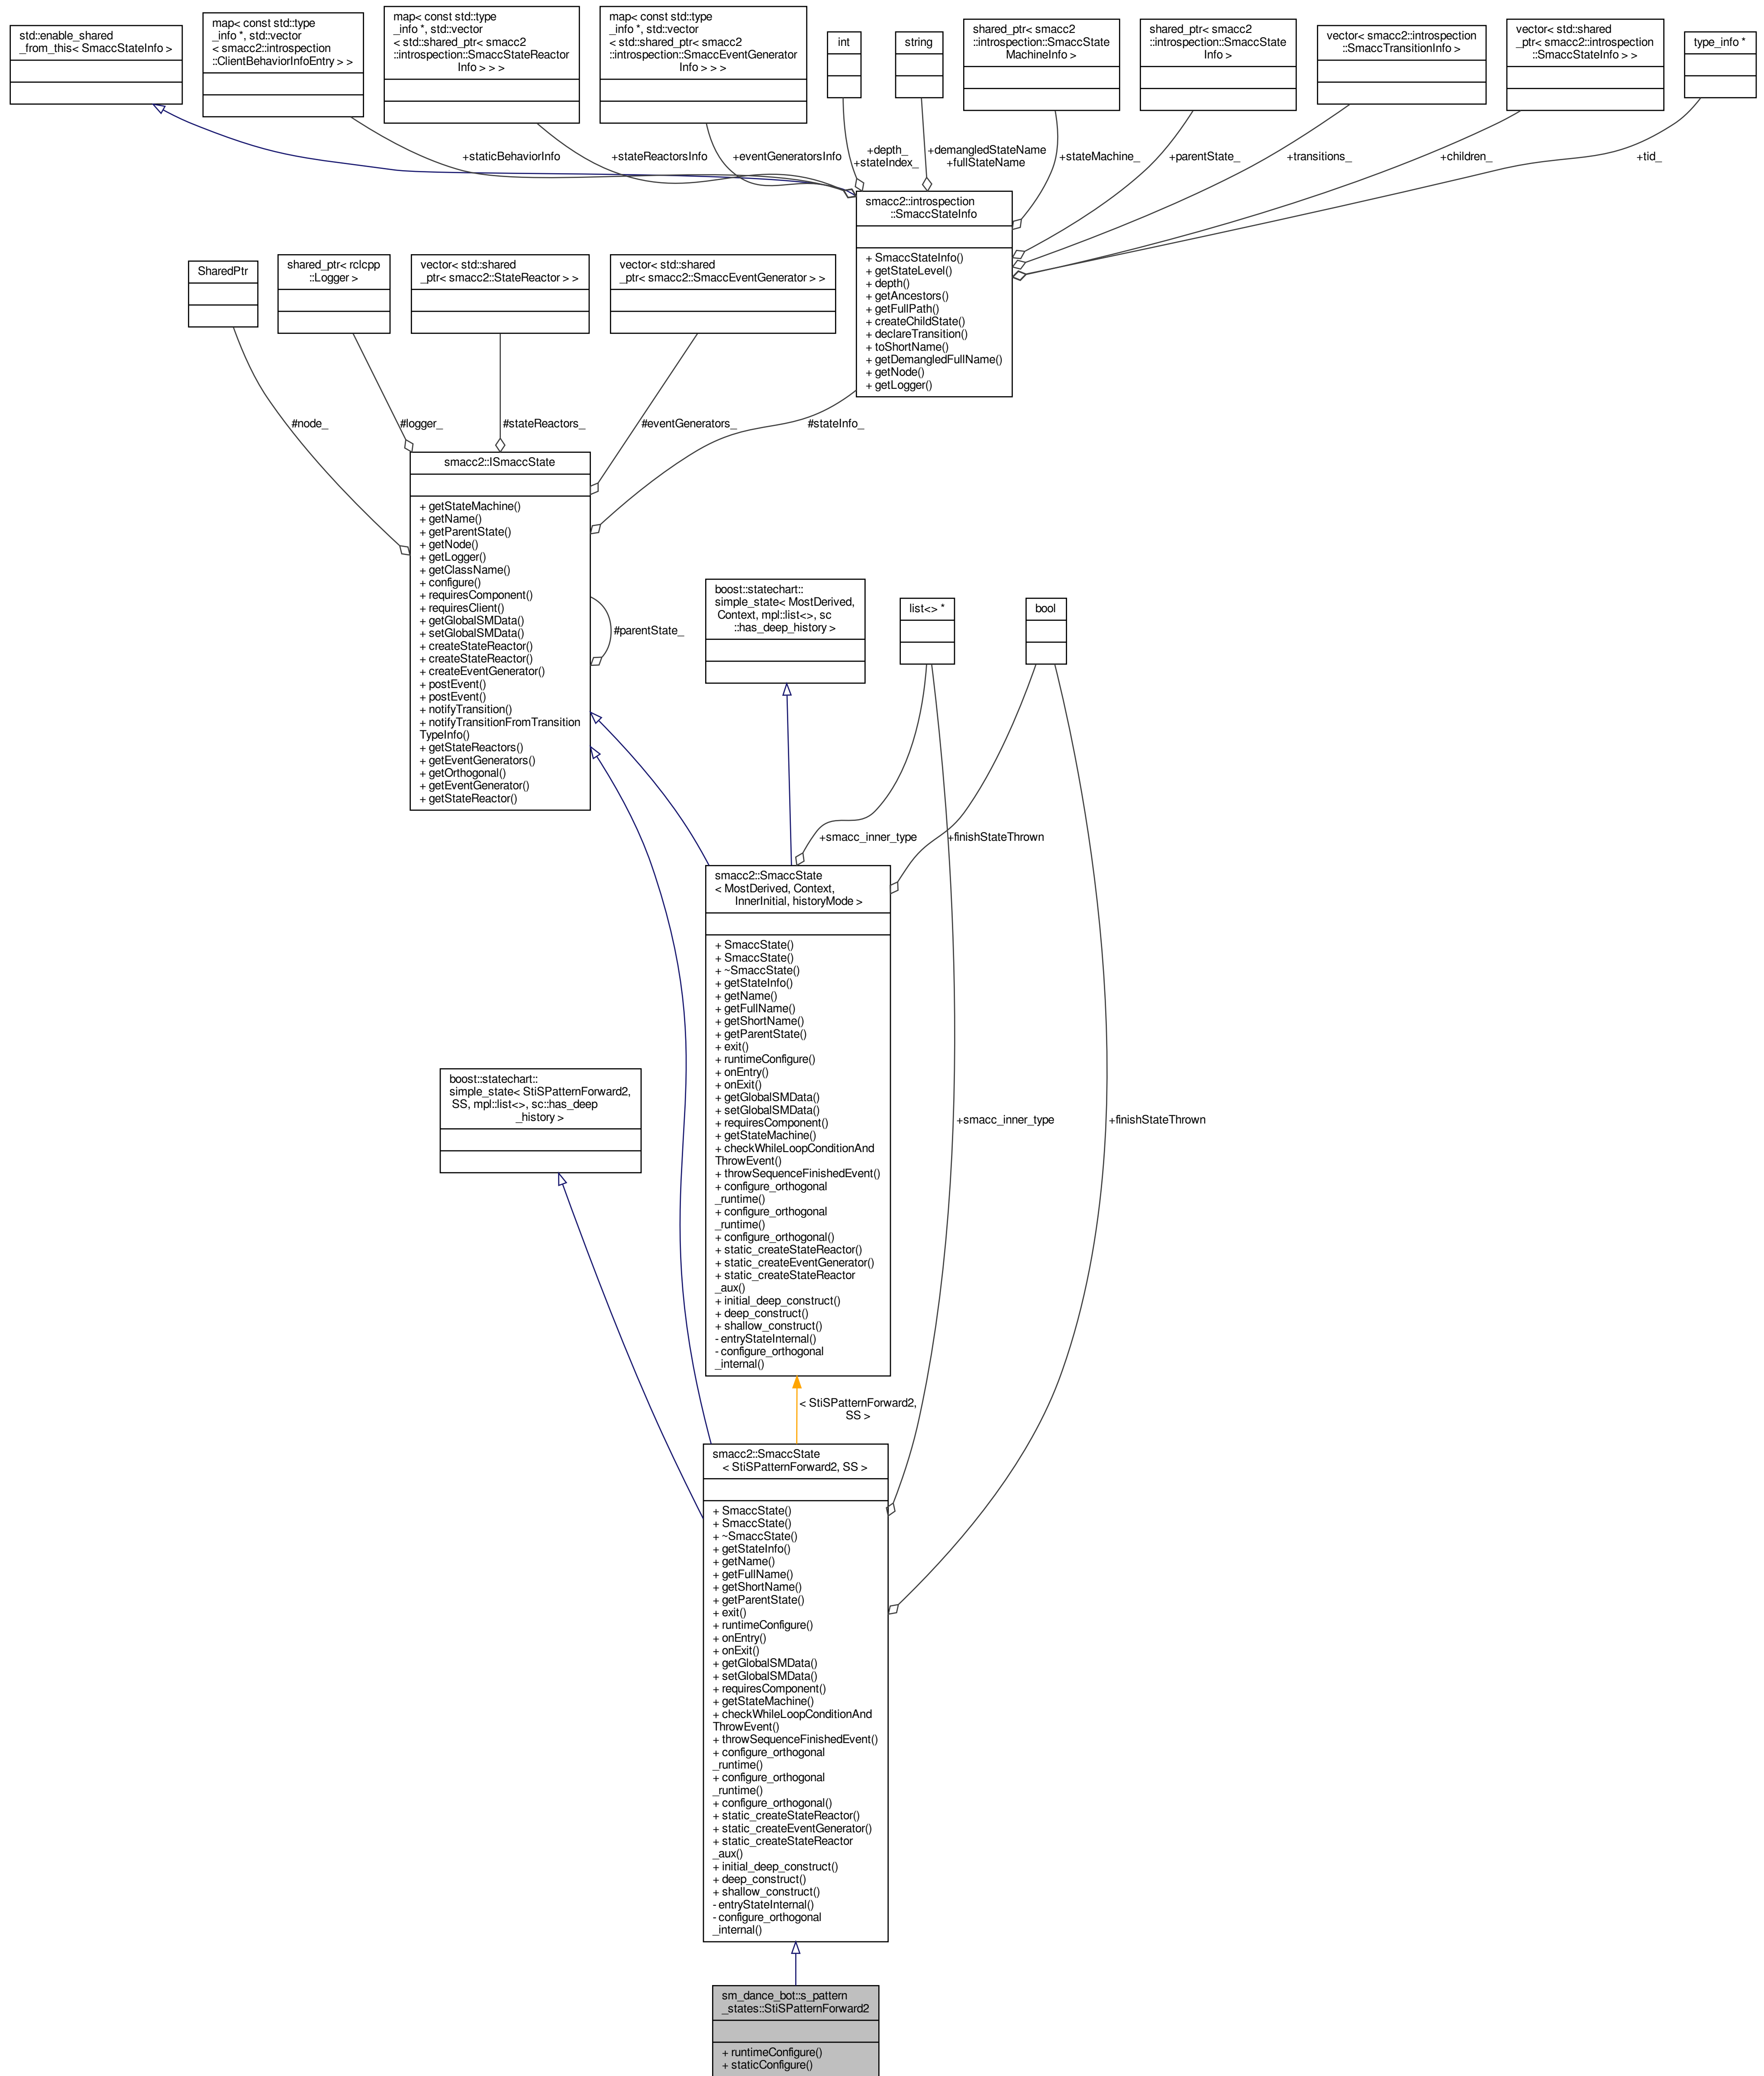 std::enable_shared
_from_this< SmaccStateInfo >
map< const std::type
_info *, std::vector
< smacc2::introspection
::ClientBehaviorInfoEntry > >
map< const std::type
_info *, std::vector
< std::shared_ptr< smacc2
::introspection::SmaccStateReactor
Info > > >
map< const std::type
_info *, std::vector
< std::shared_ptr< smacc2
::introspection::SmaccEventGenerator
Info > > >
int
string
shared_ptr< smacc2
::introspection::SmaccState
MachineInfo >
shared_ptr< smacc2
::introspection::SmaccState
Info >
vector< smacc2::introspection
::SmaccTransitionInfo >
vector< std::shared
_ptr< smacc2::introspection
::SmaccStateInfo > >
type_info *
+staticBehaviorInfo
+stateReactorsInfo
+eventGeneratorsInfo
+depth_
+stateIndex_
+demangledStateName
+fullStateName
+stateMachine_
+parentState_
+transitions_
+children_
+tid_
smacc2::introspection
::SmaccStateInfo
+ SmaccStateInfo()
+ getStateLevel()
+ depth()
+ getAncestors()
+ getFullPath()
+ createChildState()
+ declareTransition()
+ toShortName()
+ getDemangledFullName()
+ getNode()
+ getLogger()
SharedPtr
shared_ptr< rclcpp
::Logger >
vector< std::shared
_ptr< smacc2::StateReactor > >
vector< std::shared
_ptr< smacc2::SmaccEventGenerator > >
#node_
#logger_
#stateReactors_
#eventGenerators_
#stateInfo_
smacc2::ISmaccState
+ getStateMachine()
+ getName()
+ getParentState()
+ getNode()
+ getLogger()
+ getClassName()
+ configure()
+ requiresComponent()
+ requiresClient()
+ getGlobalSMData()
+ setGlobalSMData()
+ createStateReactor()
+ createStateReactor()
+ createEventGenerator()
+ postEvent()
+ postEvent()
+ notifyTransition()
+ notifyTransitionFromTransition
TypeInfo()
+ getStateReactors()
+ getEventGenerators()
+ getOrthogonal()
+ getEventGenerator()
+ getStateReactor()
#parentState_
boost::statechart::
simple_state< MostDerived,
Context, mpl::list<>, sc
::has_deep_history >
list<> *
bool
+smacc_inner_type
+finishStateThrown
smacc2::SmaccState
< MostDerived, Context,
InnerInitial, historyMode >
+ SmaccState()
+ SmaccState()
+ ~SmaccState()
+ getStateInfo()
+ getName()
+ getFullName()
+ getShortName()
+ getParentState()
+ exit()
+ runtimeConfigure()
+ onEntry()
+ onExit()
+ getGlobalSMData()
+ setGlobalSMData()
+ requiresComponent()
+ getStateMachine()
+ checkWhileLoopConditionAnd
ThrowEvent()
+ throwSequenceFinishedEvent()
+ configure_orthogonal
_runtime()
+ configure_orthogonal
_runtime()
+ configure_orthogonal()
+ static_createStateReactor()
+ static_createEventGenerator()
+ static_createStateReactor
_aux()
+ initial_deep_construct()
+ deep_construct()
+ shallow_construct()
- entryStateInternal()
- configure_orthogonal
_internal()
boost::statechart::
simple_state< StiSPatternForward2,
SS, mpl::list<>, sc::has_deep
_history >
+smacc_inner_type
+finishStateThrown
< StiSPatternForward2,
SS >
smacc2::SmaccState
< StiSPatternForward2, SS >
+ SmaccState()
+ SmaccState()
+ ~SmaccState()
+ getStateInfo()
+ getName()
+ getFullName()
+ getShortName()
+ getParentState()
+ exit()
+ runtimeConfigure()
+ onEntry()
+ onExit()
+ getGlobalSMData()
+ setGlobalSMData()
+ requiresComponent()
+ getStateMachine()
+ checkWhileLoopConditionAnd
ThrowEvent()
+ throwSequenceFinishedEvent()
+ configure_orthogonal
_runtime()
+ configure_orthogonal
_runtime()
+ configure_orthogonal()
+ static_createStateReactor()
+ static_createEventGenerator()
+ static_createStateReactor
_aux()
+ initial_deep_construct()
+ deep_construct()
+ shallow_construct()
- entryStateInternal()
- configure_orthogonal
_internal()
sm_dance_bot::s_pattern
_states::StiSPatternForward2
+ runtimeConfigure()
+ staticConfigure()